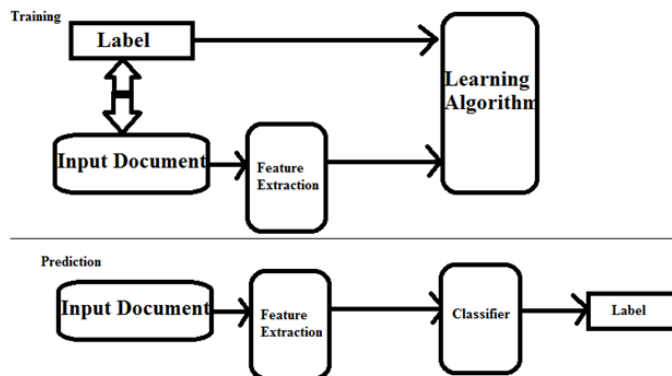 Training
Label
Learning
Algorithm
Input Document
Feature
Extraction
Prediction
Input Document
Feature
Extraction
Classifier
Label